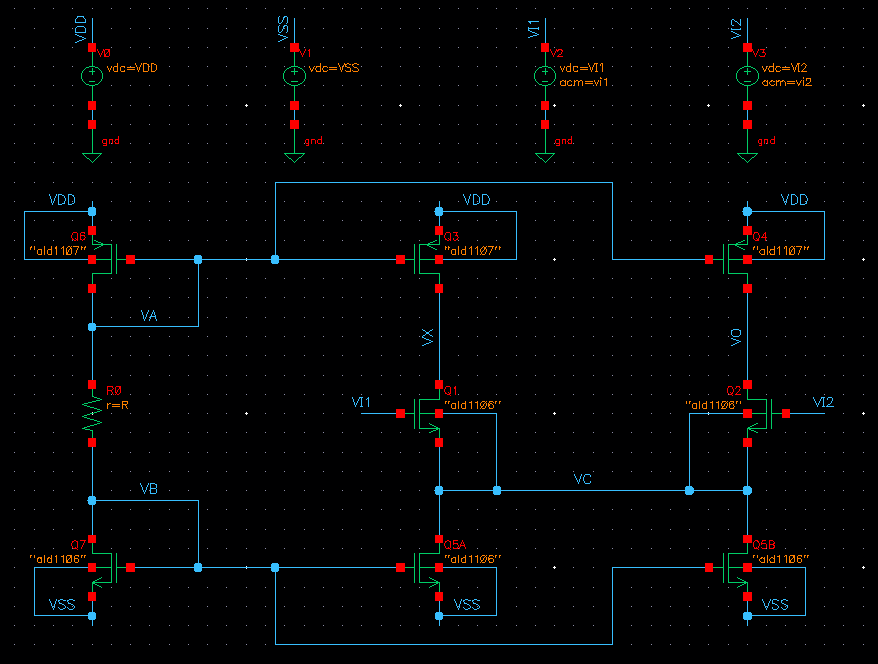 VDD VSS VI1 VI2
V0 V1 V2 V3
vdc=VDD vdc=VSS vdc=VI1 vdc=VI2
acm=vi1 acm=vi2
gnd gnd gnd gnd
VDD VDD VDD
Q6 Q3 Q4
"ald1107" "ald1107" "ald1107"
VA
VX VO
R0 Q1 Q2
r=R VI1 "ald1106" "ald1106" VI2
VC
VB
Q7 Q5A Q5B
"ald1106" "ald1106" "ald1106"
VSS VSS VSS